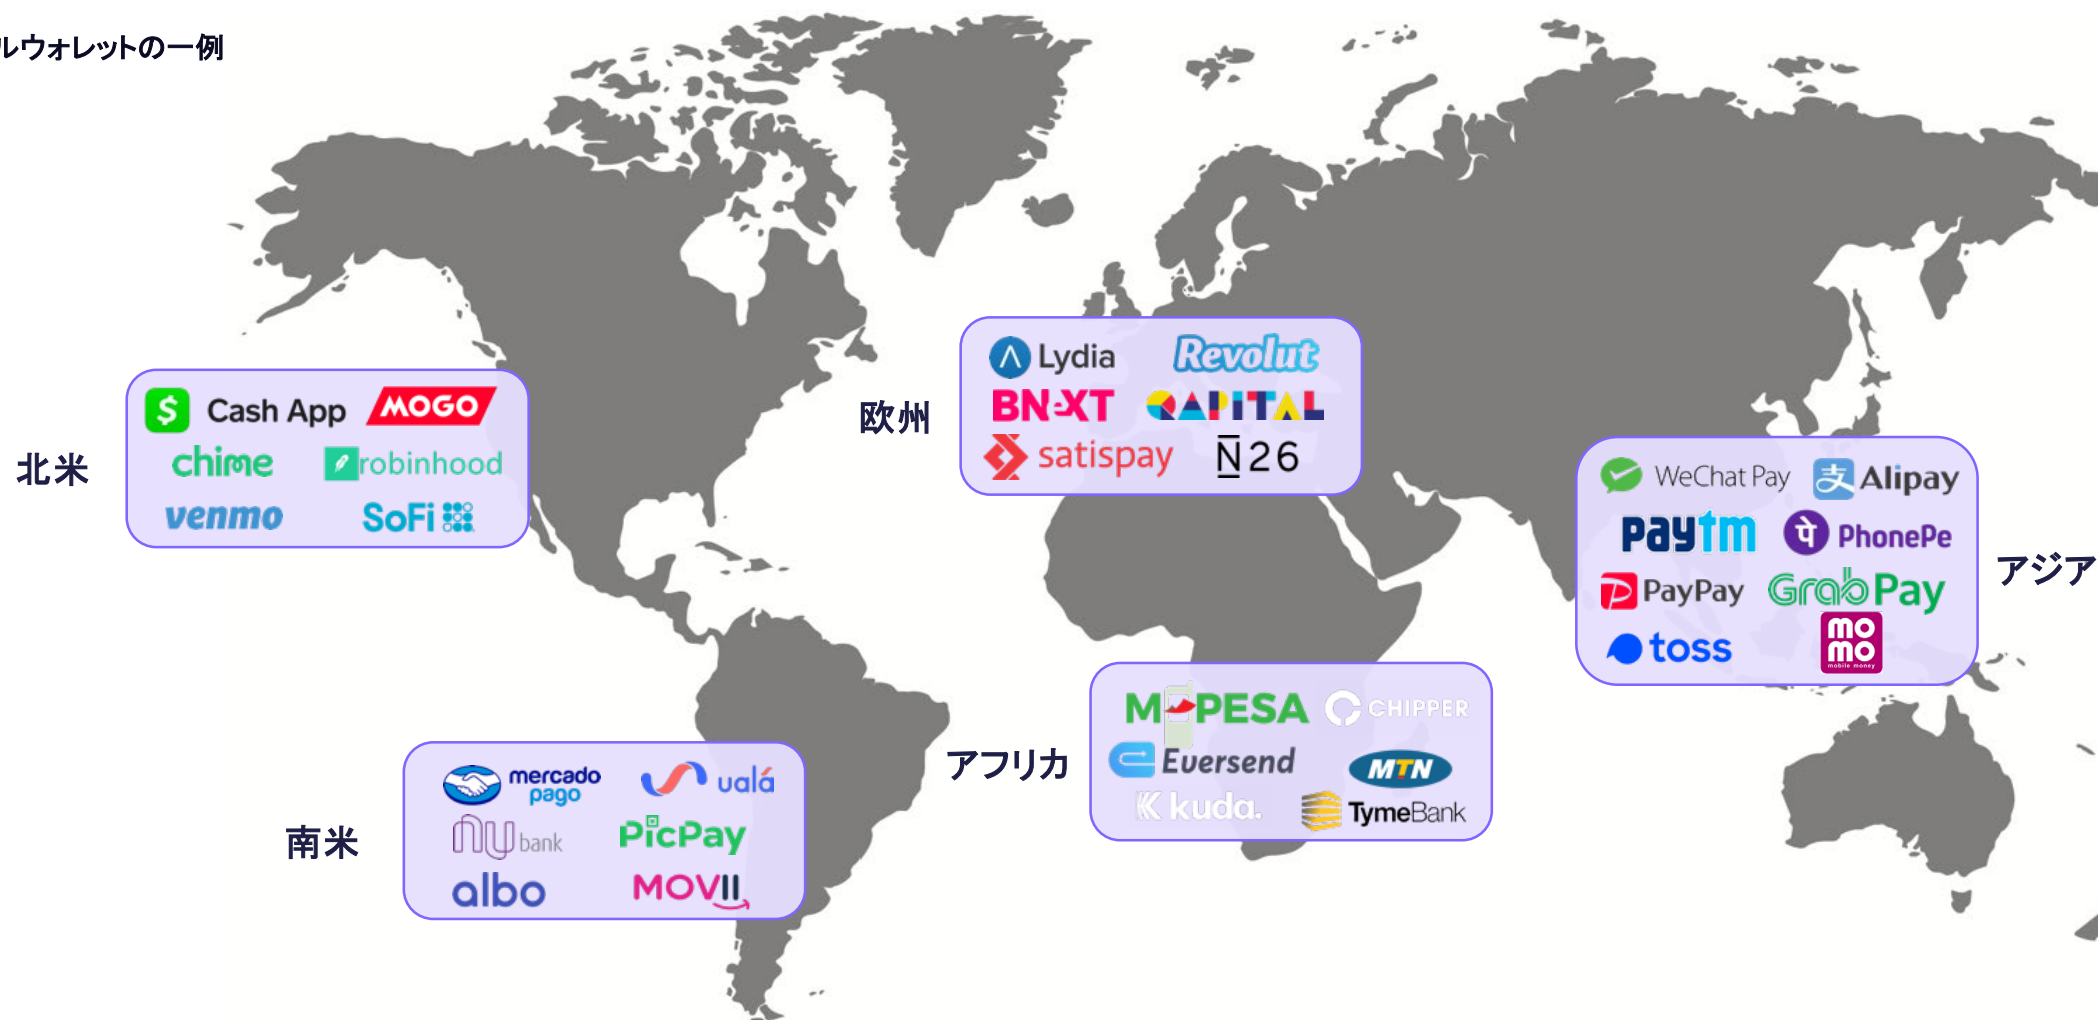 ルウォレットの一例
北米
$ Cash App MOGO
chime robinhood
venmo SoFi
欧州
Lydia Revolut
BNEXT QAPITAL
satispay N26
アジア
支
WeChat Pay Alipay
paytm पे PhonePe
PayPay GrabPay
toss mo
mo
mobile money
アフリカ
M-PESA CHIPPER
Eversend MTN
kuda. TymeBank
南米
mercado
pago ualá
nu bank PicPay
albo MOVII